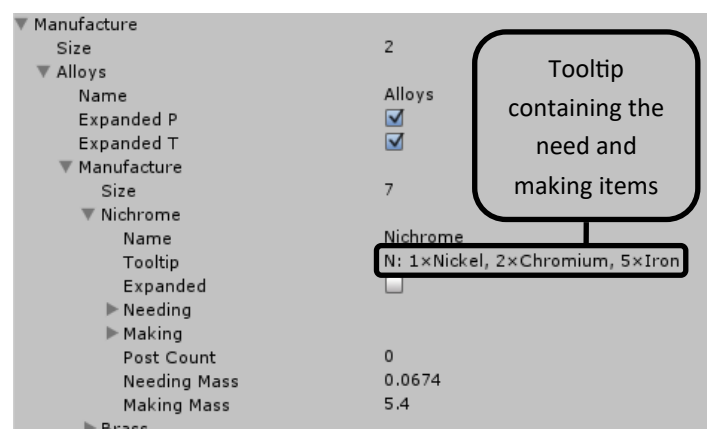 Manufacture
Size 2
Alloys
Name Alloys
Expanded P
Expanded T
Manufacture
Size 7
Nichrome
Name Nichrome
Tooltip N: 1×Nickel, 2×Chromium, 5×Iron
Expanded
Needing
Making
Post Count 0
Needing Mass 0.0674
Making Mass 5.4
Brass
Tooltip
containing the
need and
making items